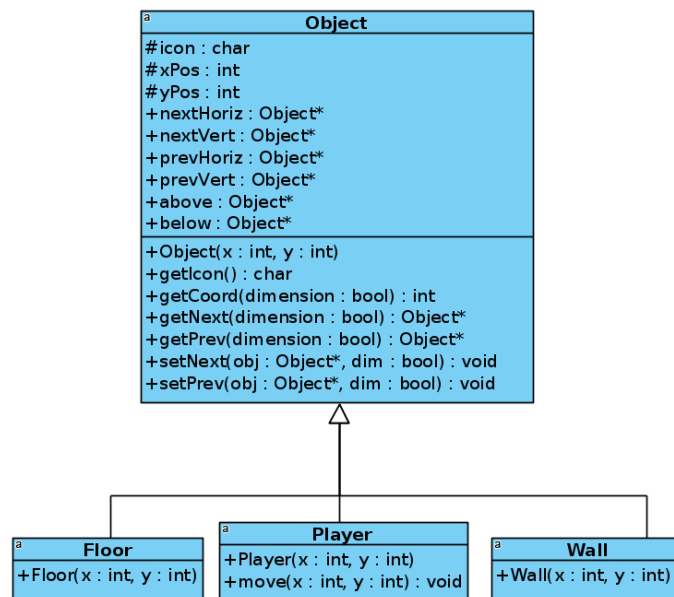 a
Object
#icon : char
#xPos : int
#yPos : int
+nextHoriz : Object*
+nextVert : Object*
+prevHoriz : Object*
+prevVert : Object*
+above : Object*
+below : Object*
+Object(x : int, y : int)
+getIcon() : char
+getCoord(dimension : bool) : int
+getNext(dimension : bool) : Object*
+getPrev(dimension : bool) : Object*
+setNext(obj : Object*, dim : bool) : void
+setPrev(obj : Object*, dim : bool) : void
a
Floor
+Floor(x : int, y : int)
a
Player
+Player(x : int, y : int)
+move(x : int, y : int) : void
a
Wall
+Wall(x : int, y : int)